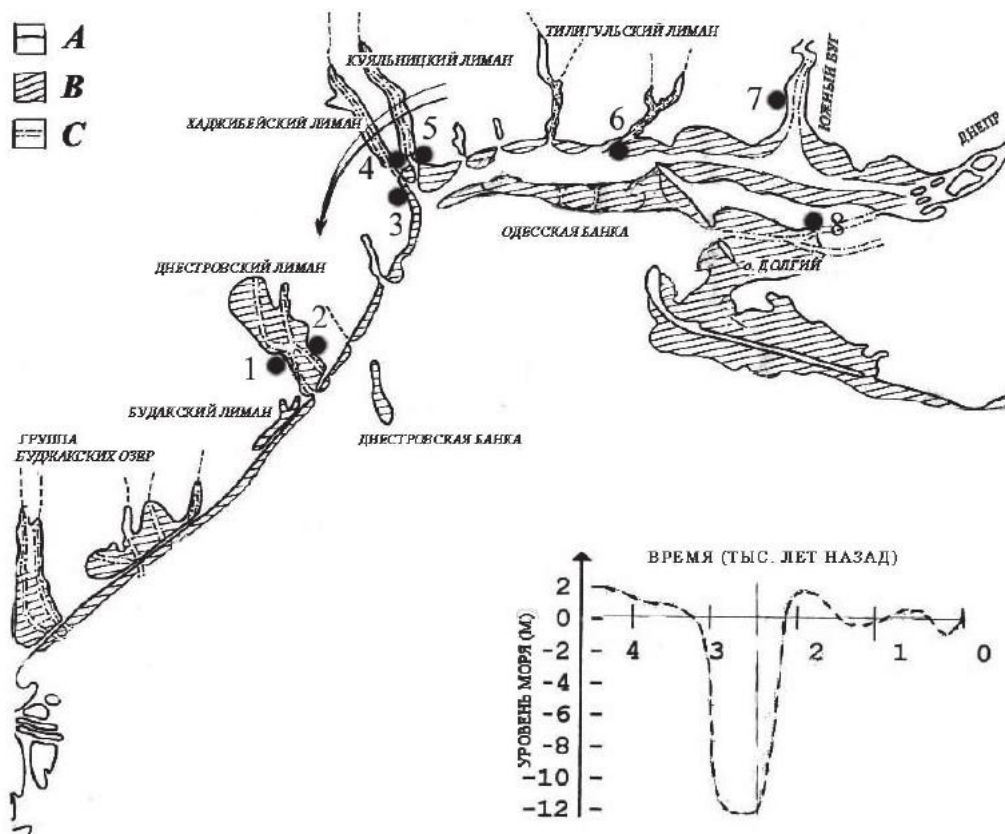 A
B
C
ТИЛИГУЛЬСКИЙ ЛИМАН
КУЯЛЬНИЦКИЙ ЛИМАН
ХАДЖИБЕЙСКИЙ ЛИМАН
ЮЖНЫЙ БУГ
ДНЕПР
7
6
5
4
3
8
ОДЕССКАЯ БАНКА
о. ДОЛГИЙ
ДНЕСТРОВСКИЙ ЛИМАН
2
1
БУДАКСКИЙ ЛИМАН
ДНЕСТРОВСКАЯ БАНКА
ГРУППА
БУДЖАКСКИХ ОЗЕР
ВРЕМЯ (ТЫС. ЛЕТ НАЗАД)
УРОВЕНЬ МОРЯ (М)
2
0
-2
-4
-6
-8
-10
-12
4 3 2 1 0